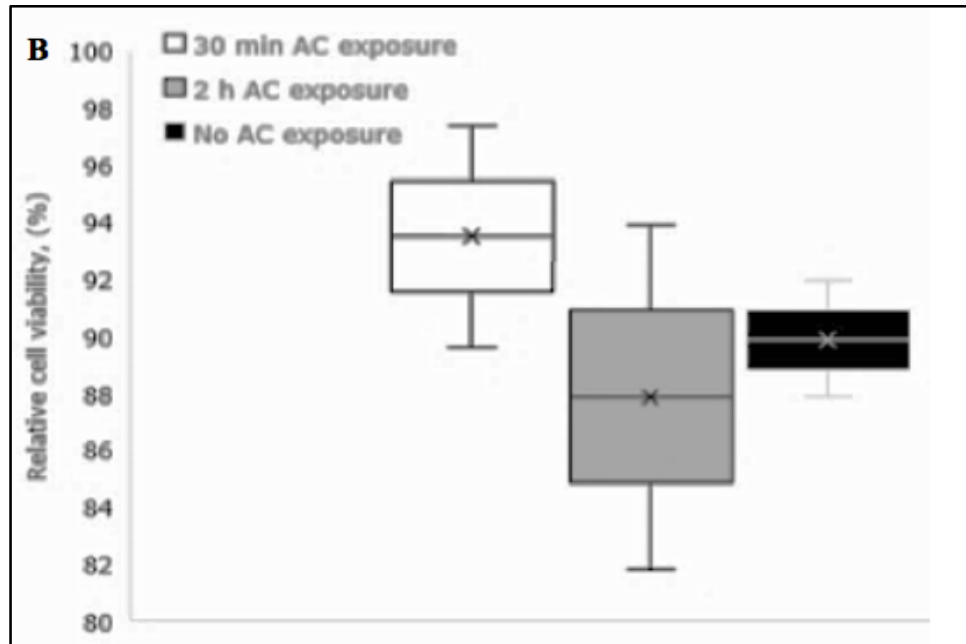 B
30 min AC exposure
2 h AC exposure
No AC exposure
Relative cell viability, (%)
100
98
96
94
92
90
88
86
84
82
80